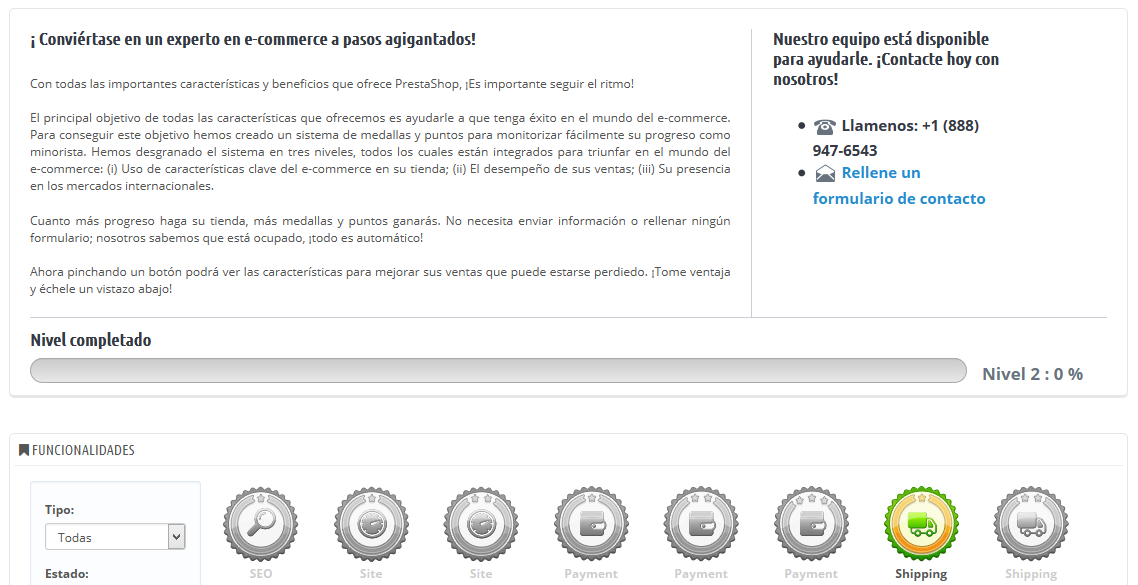 ¡ Conviértase en un experto en e-commerce a pasos agigantados!
Con todas las importantes características y beneficios que ofrece PrestaShop, ¡Es importante seguir el ritmo!
El principal objetivo de todas las características que ofrecemos es ayudarle a que tenga éxito en el mundo del e-commerce.
Para conseguir este objetivo hemos creado un sistema de medallas y puntos para monitorizar fácilmente su progreso como
minorista. Hemos desgranado el sistema en tres niveles, todos los cuales están integrados para triunfar en el mundo del
e-commerce: (i) Uso de características clave del e-commerce en su tienda; (ii) El desempeño de sus ventas; (iii) Su presencia
en los mercados internacionales.
Cuanto más progreso haga su tienda, más medallas y puntos ganarás. No necesita enviar información o rellenar ningún
formulario; nosotros sabemos que está ocupado, ¡todo es automático!
Ahora pinchando un botón podrá ver las características para mejorar sus ventas que puede estarse perdiedo. ¡Tome ventaja
y échele un vistazo abajo!
Nuestro equipo está disponible
para ayudarle. ¡Contacte hoy con
nosotros!
Llamenos: +1 (888)
947-6543
Rellene un
formulario de contacto
Nivel completado
Nivel 2 : 0 %
FUNCIONALIDADES
Tipo:
Todas
Estado:
SEO
Site
Site
Payment
Payment
Payment
Shipping
Shipping